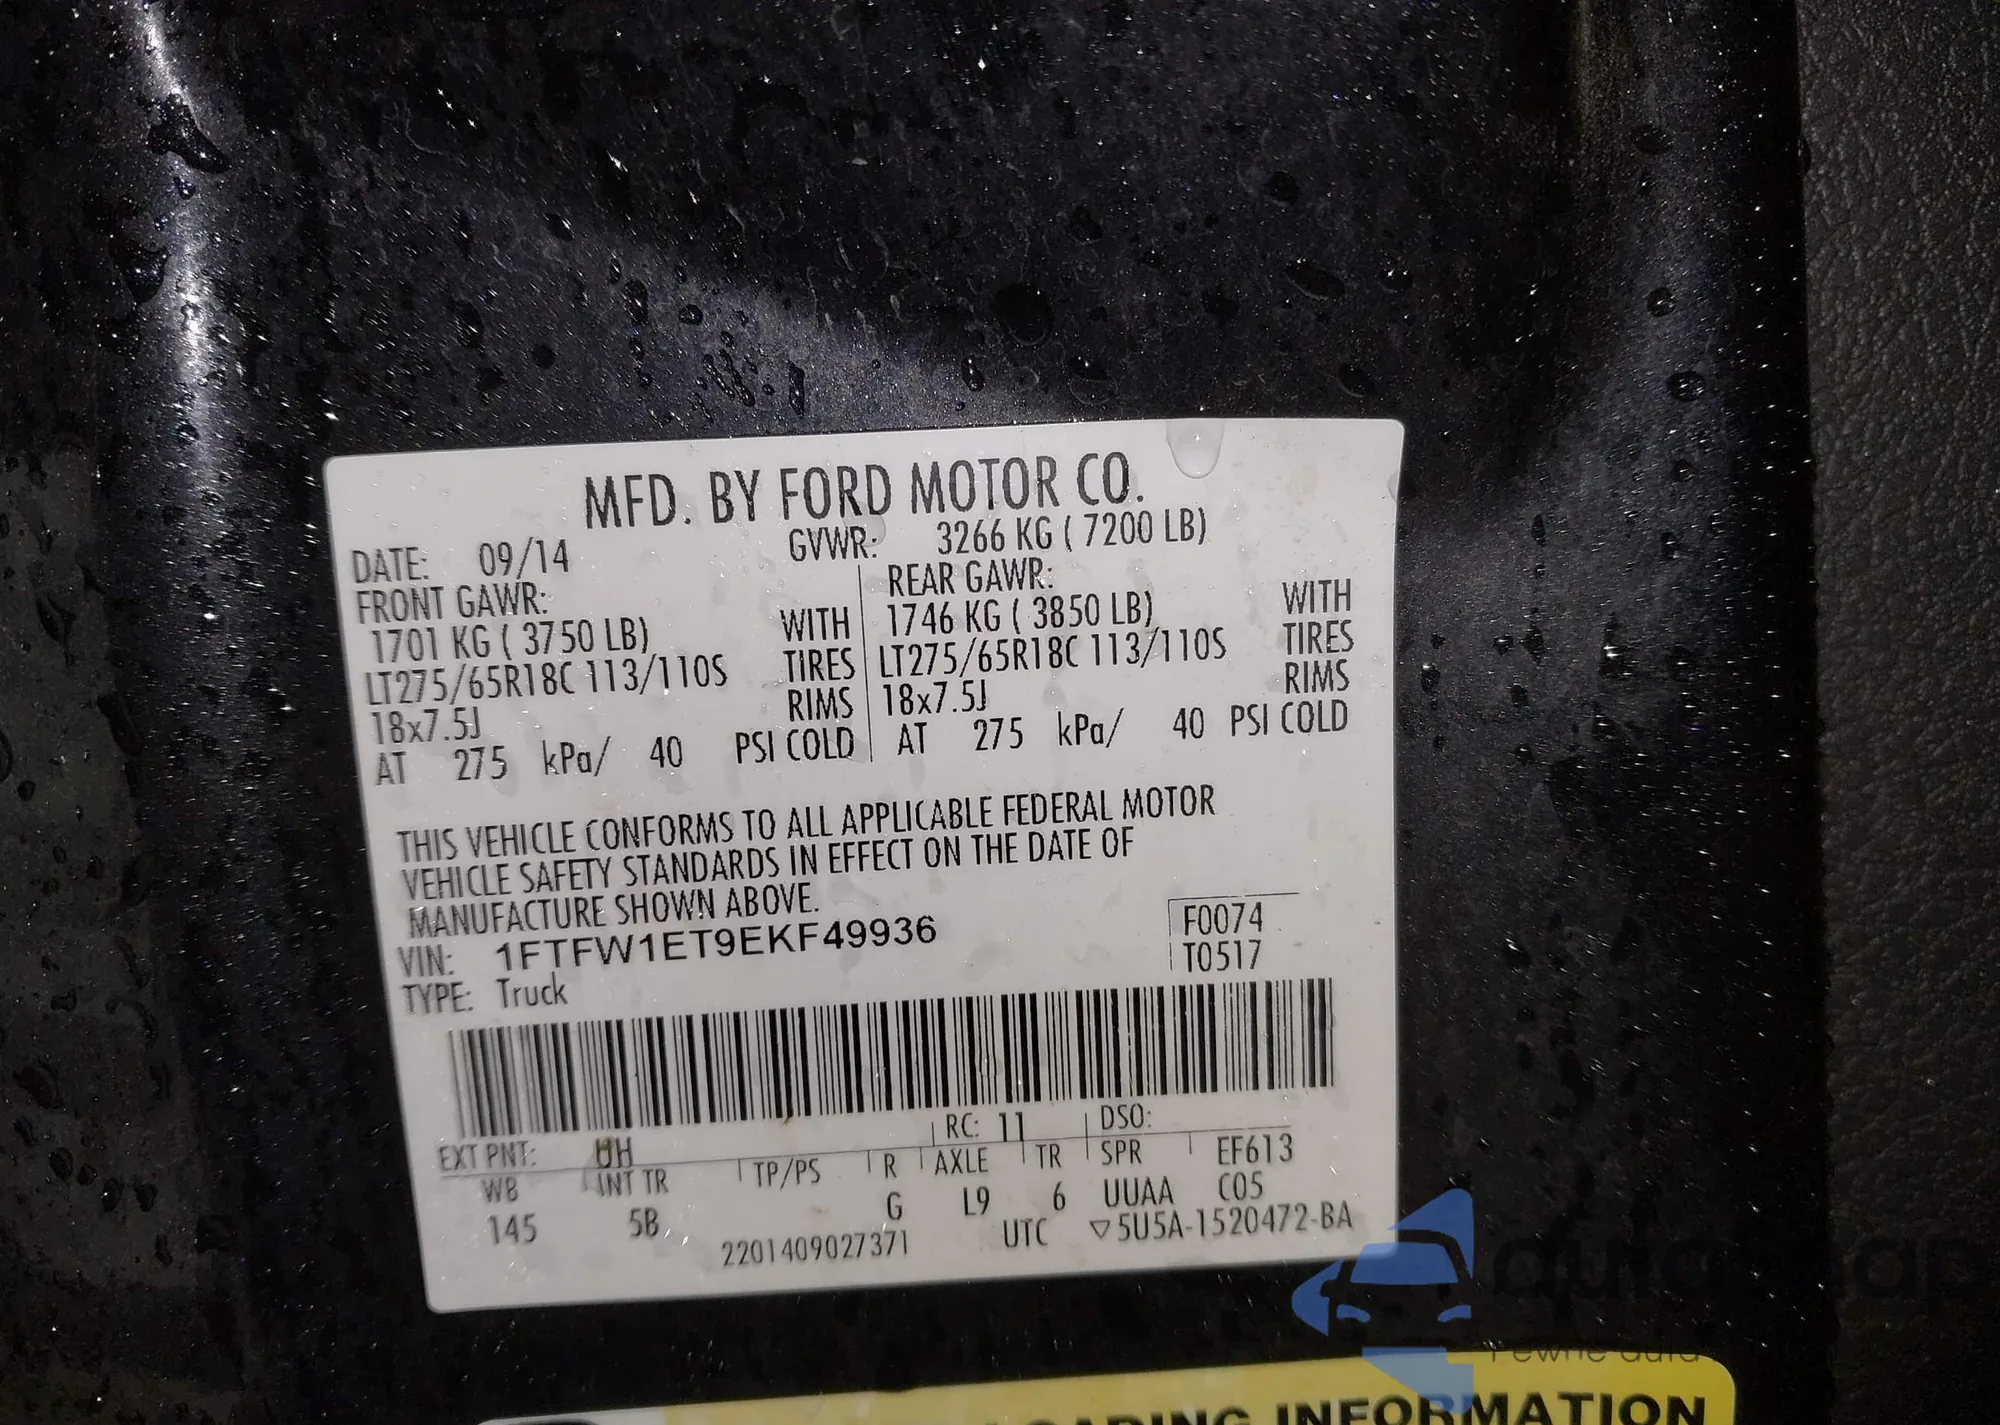 MFD. BY FORD MOTOR CO.
DATE: 09/14 GVWR: 3266 KG ( 7200 LB)
FRONT GAWR: REAR GAWR:
1701 KG ( 3750 LB) WITH 1746 KG ( 3850 LB) WITH
LT275/65R18C 113/110S TIRES LT275/65R18C 113/110S TIRES
18x7.5J RIMS 18x7.5J RIMS
AT 275 kPa/ 40 PSI COLD AT 275 kPa/ 40 PSI COLD
THIS VEHICLE CONFORMS TO ALL APPLICABLE FEDERAL MOTOR
VEHICLE SAFETY STANDARDS IN EFFECT ON THE DATE OF
MANUFACTURE SHOWN ABOVE.
VIN: 1FTFW1ET9EKF49936 F0074
TYPE: Truck T0517
EXT PNT: UH RC: 11 DSO:
WB INT TR TP/PS R AXLE TR SPR EF613
145 5B G L9 6 UUAA C05
2201409027371 UTC ▽5U5A-1520472-BA
Pewne auta
INFORMATION